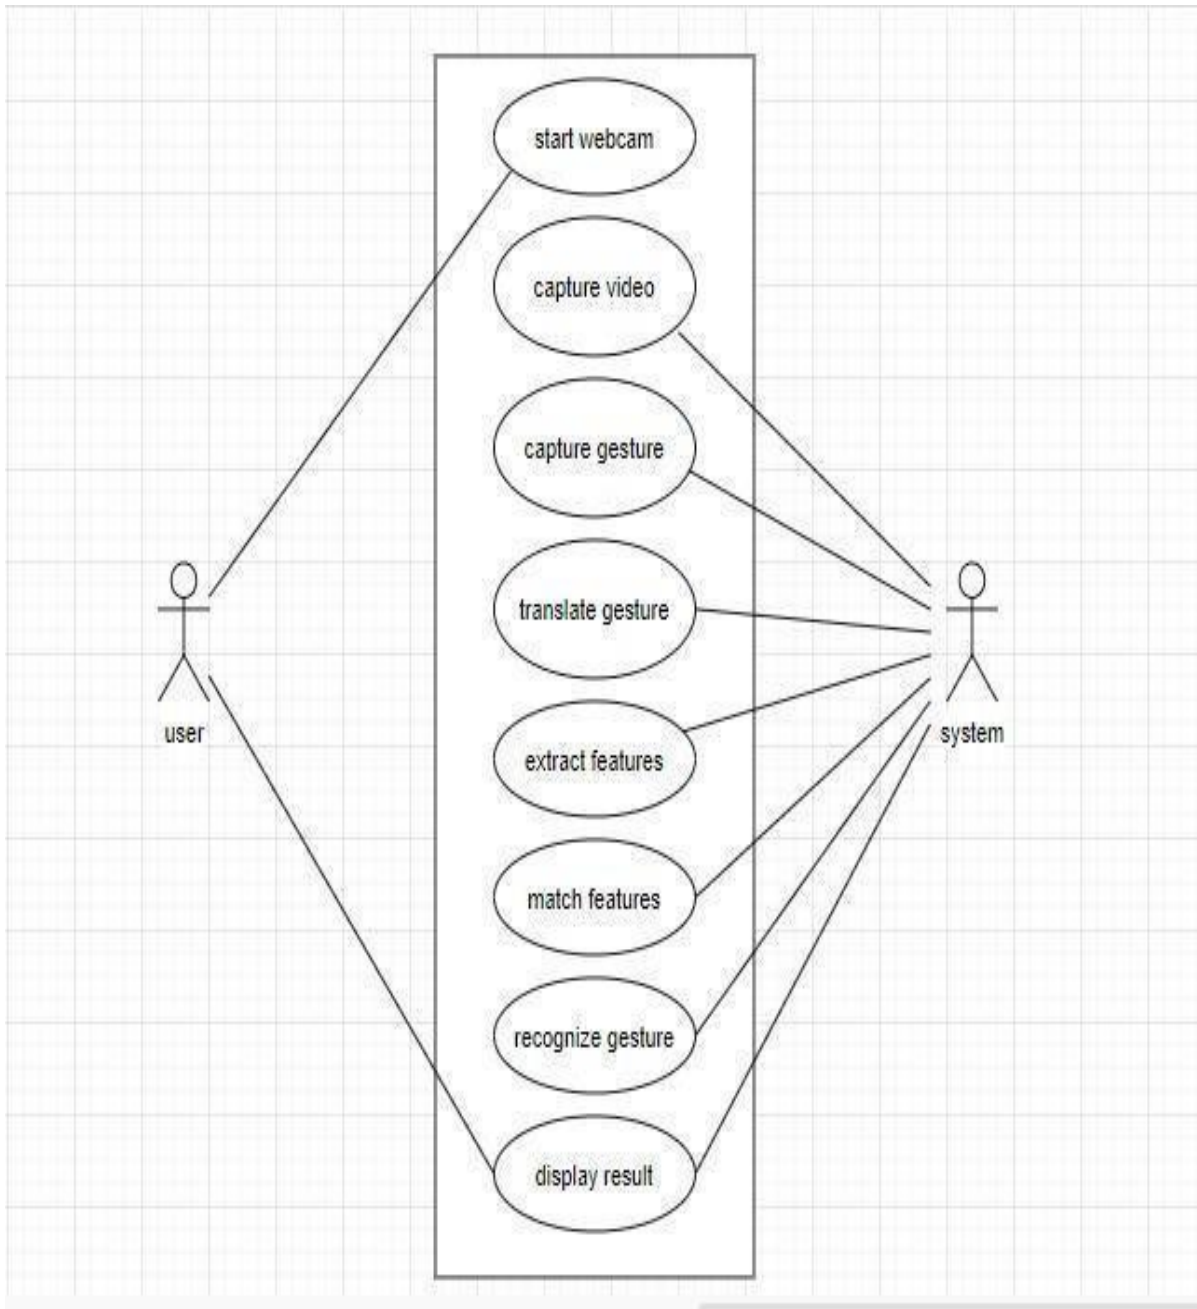 start webcam
capture video
capture gesture
translate gesture
user
system
extract features
match features
recognize gesture
display result